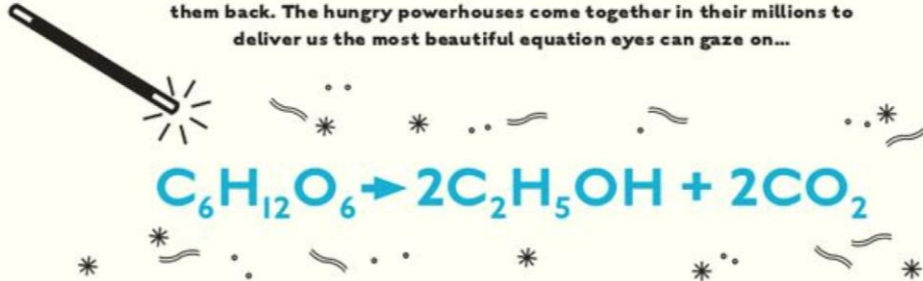 them back. The hungry powerhouses come together in their millions to
deliver us the most beautiful equation eyes can gaze on...
C₆H₁₂O₆ → 2C₂H₅OH + 2CO₂